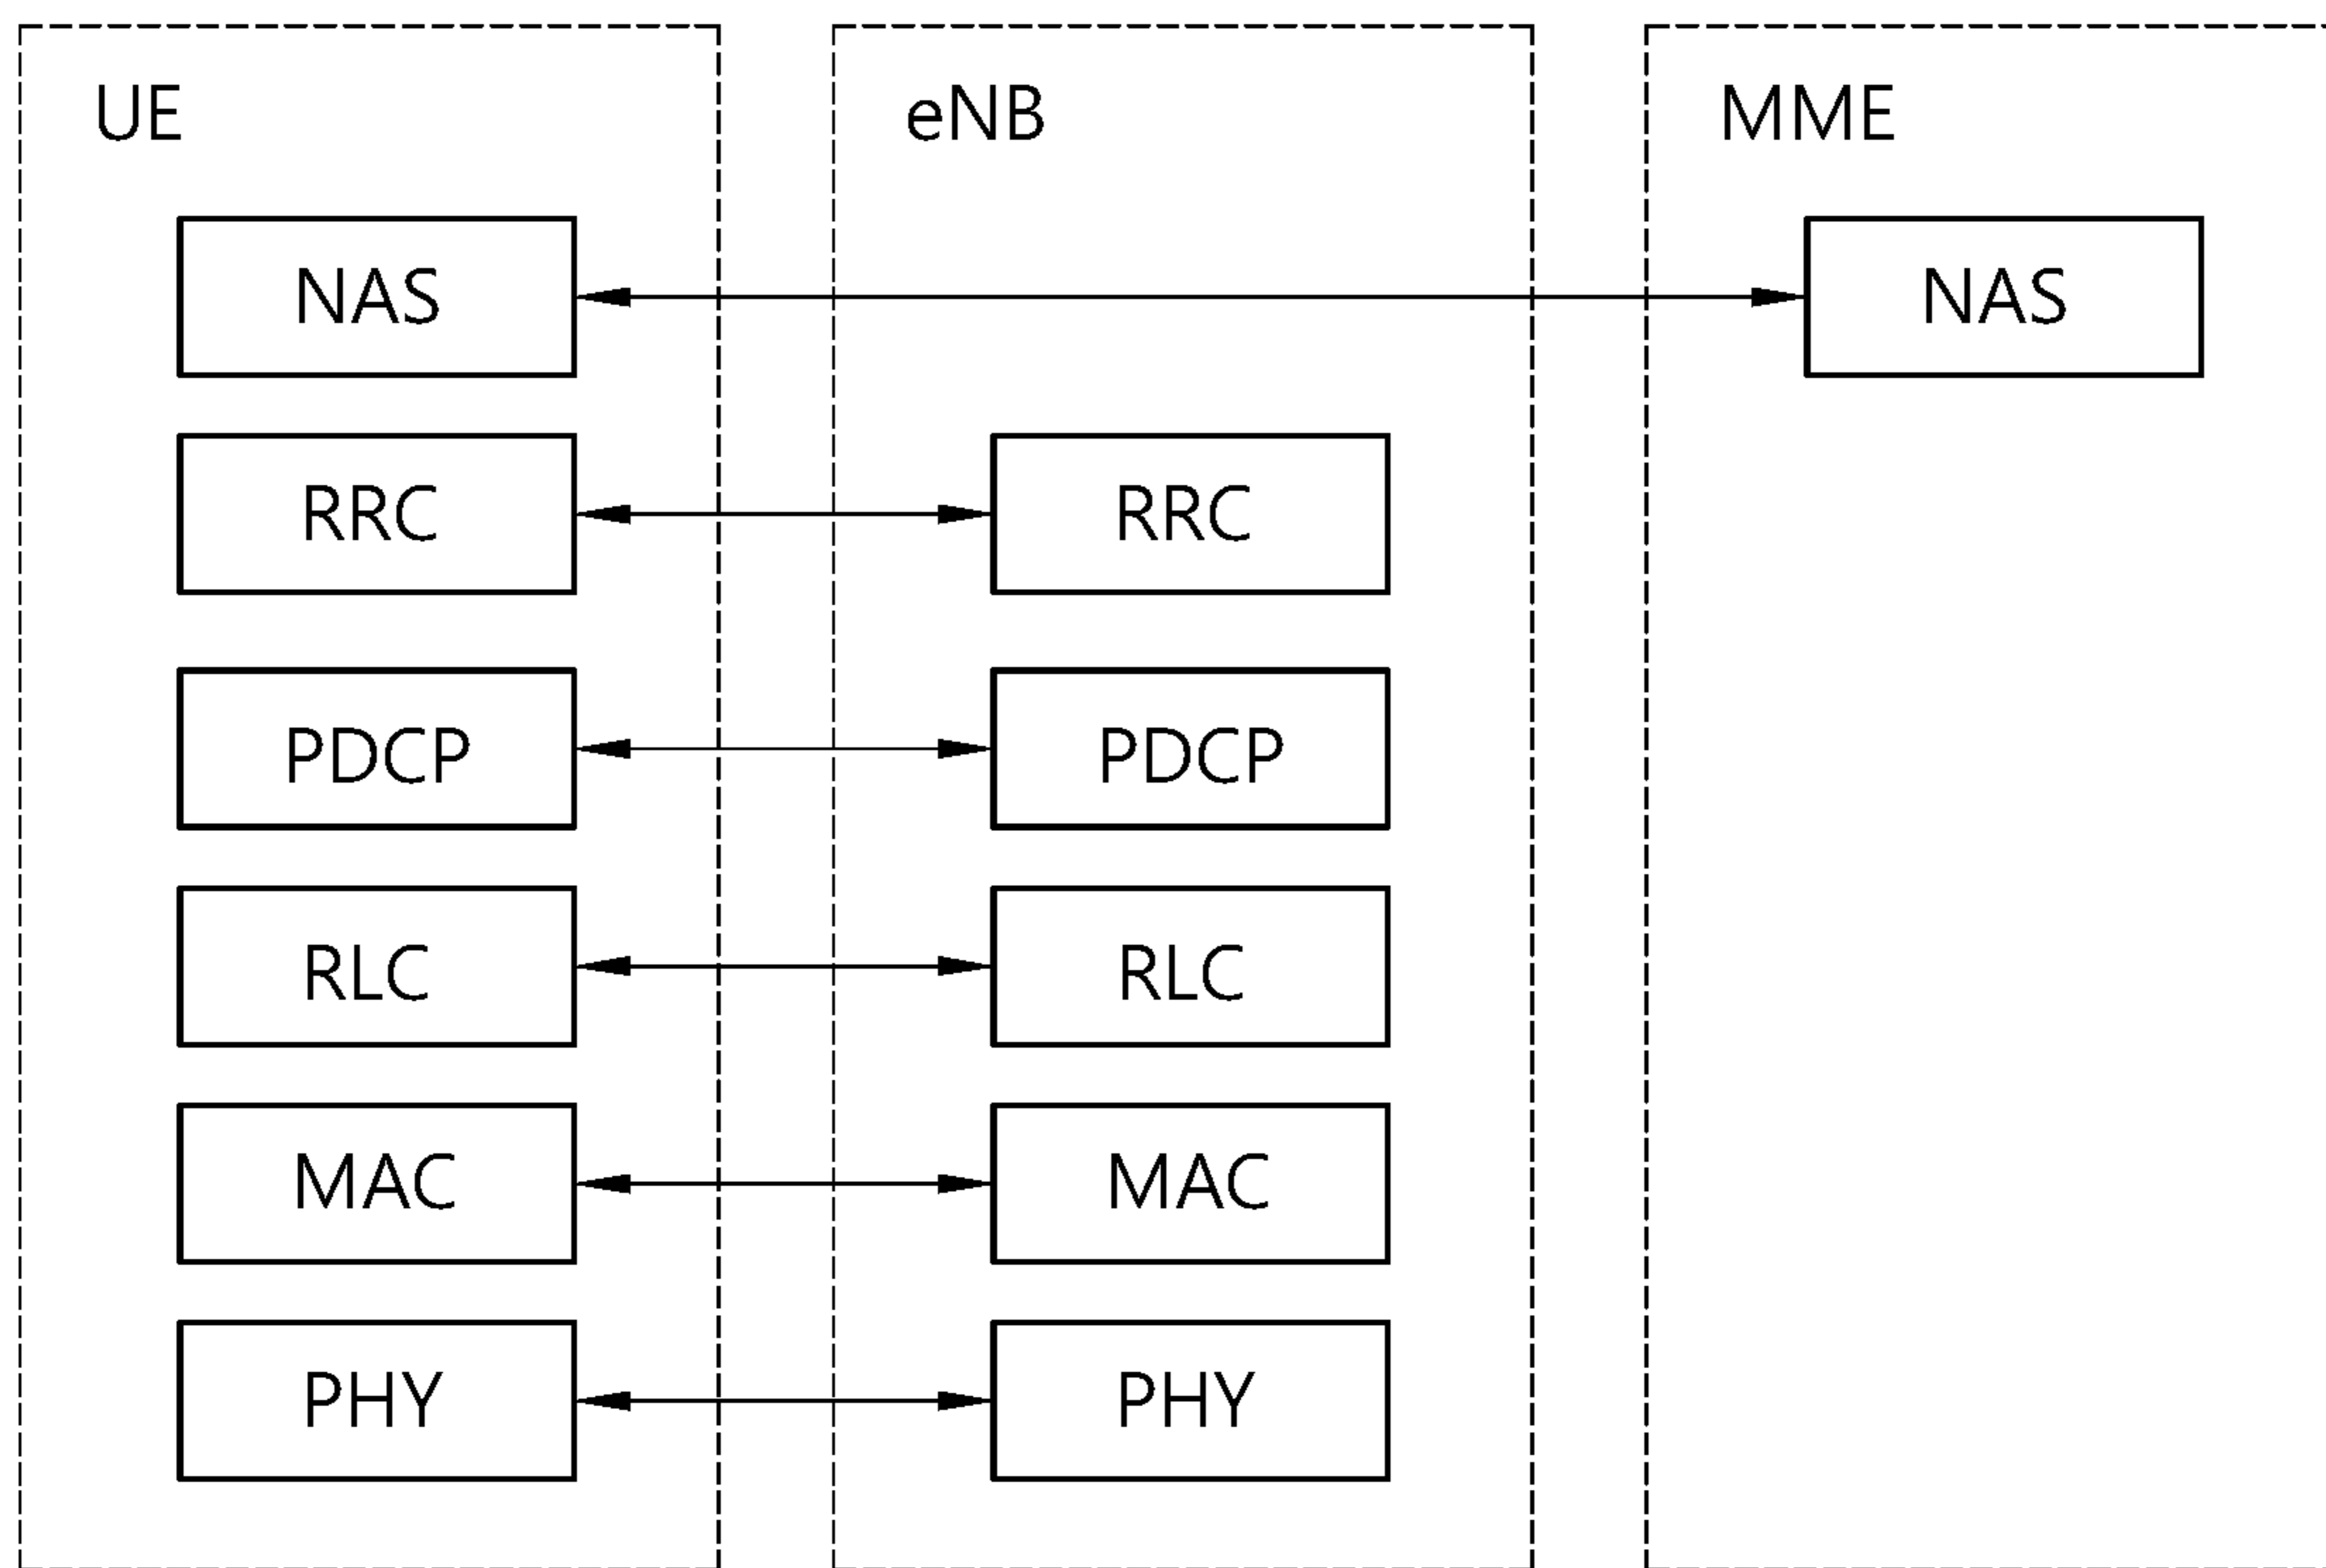 UE eNB MME
NAS NAS
RRC RRC
PDCP PDCP
RLC RLC
MAC MAC
PHY PHY